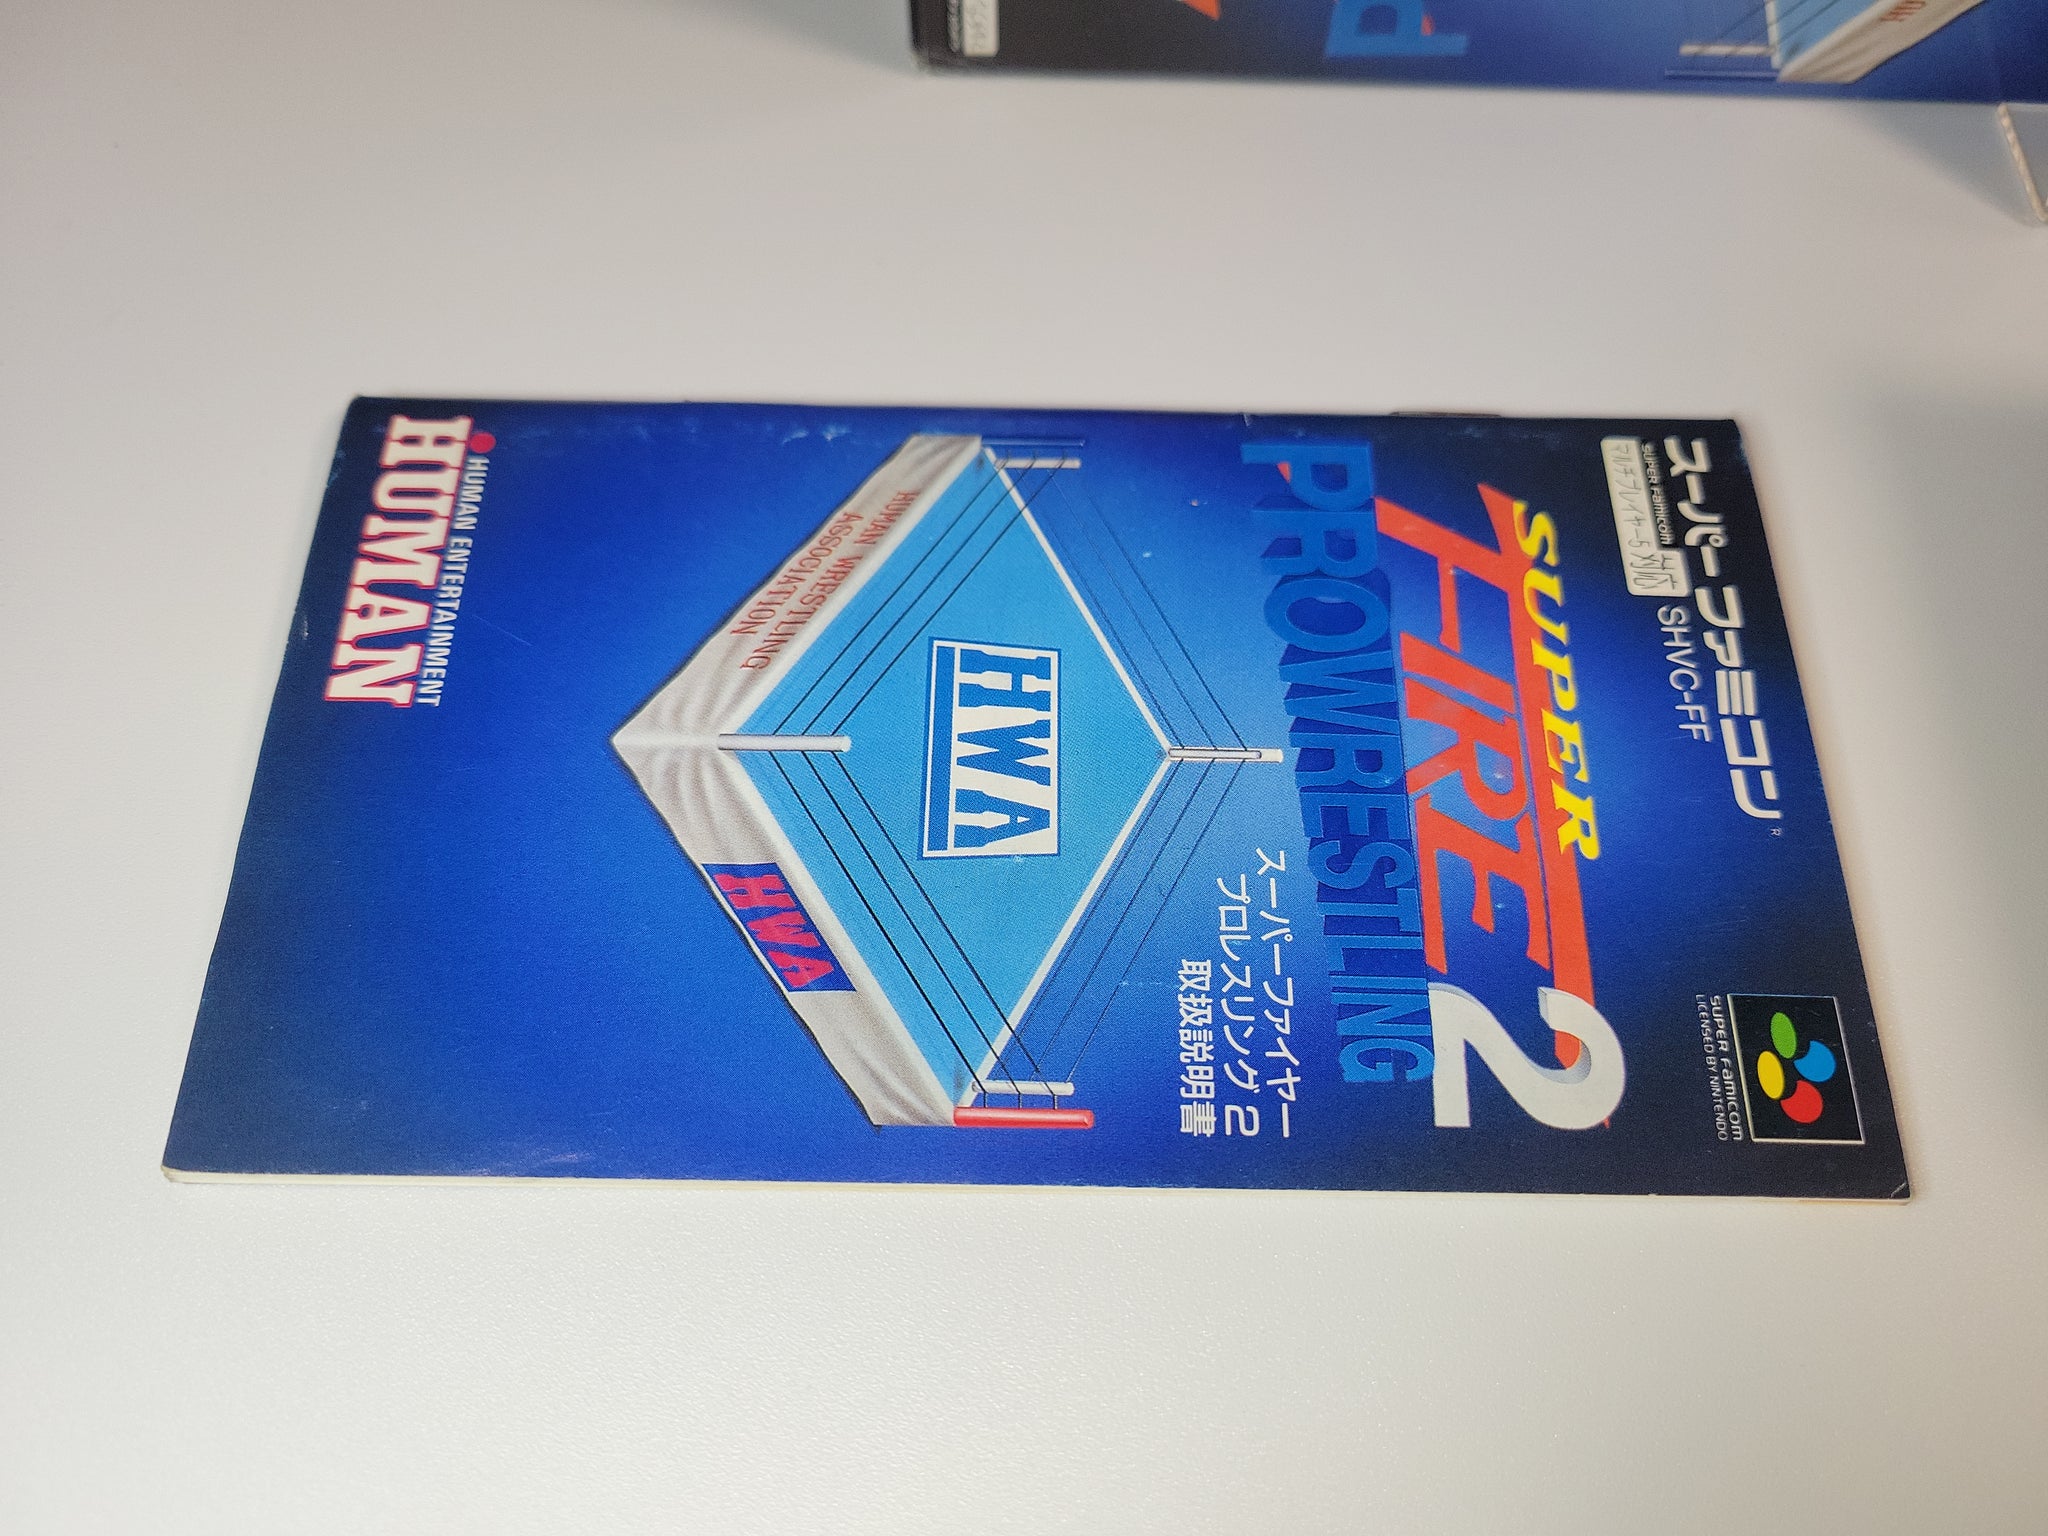 スーパーファミコン®
SUPER FAMICOM
マルチプレイヤー5 対応
SHVC-FF
SUPER FAMICOM
LICENSED BY NINTENDO
SUPER
FIRE 2
PROWRESTLING
スーパーファイヤー
プロレスリング2
取扱説明書
HWA
HUMAN WRESTLING
ASSOCIATION
HWA
HUMAN ENTERTAINMENT
HUMAN